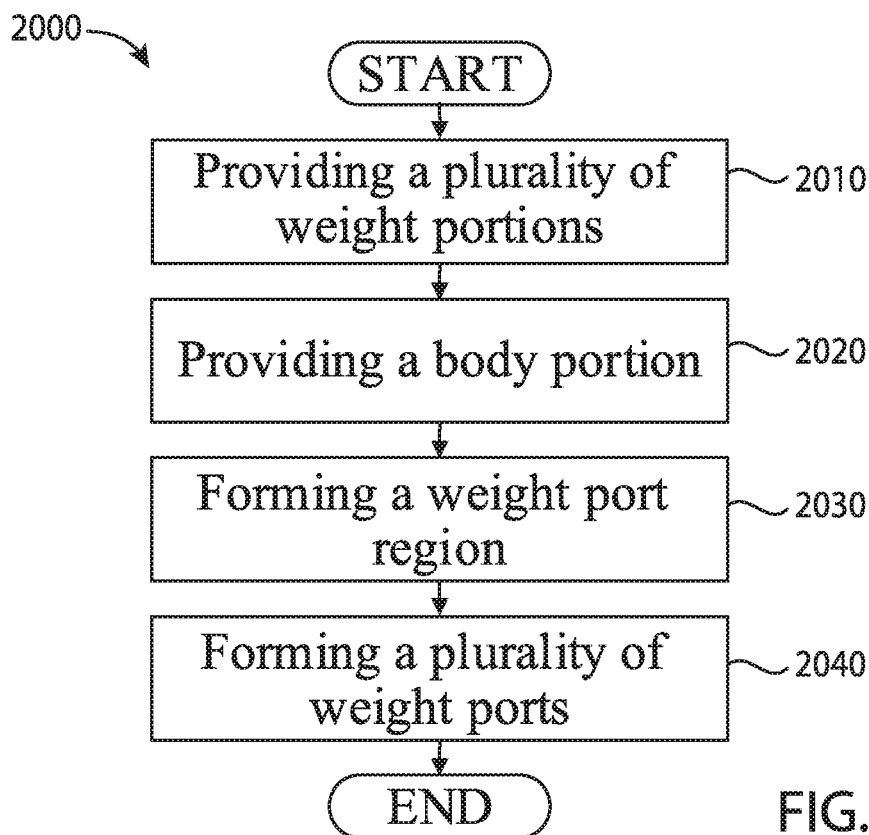 2000
START
Providing a plurality of
weight portions
2010
Providing a body portion
2020
Forming a weight port
region
2030
Forming a plurality of
weight ports
2040
END
FIG.